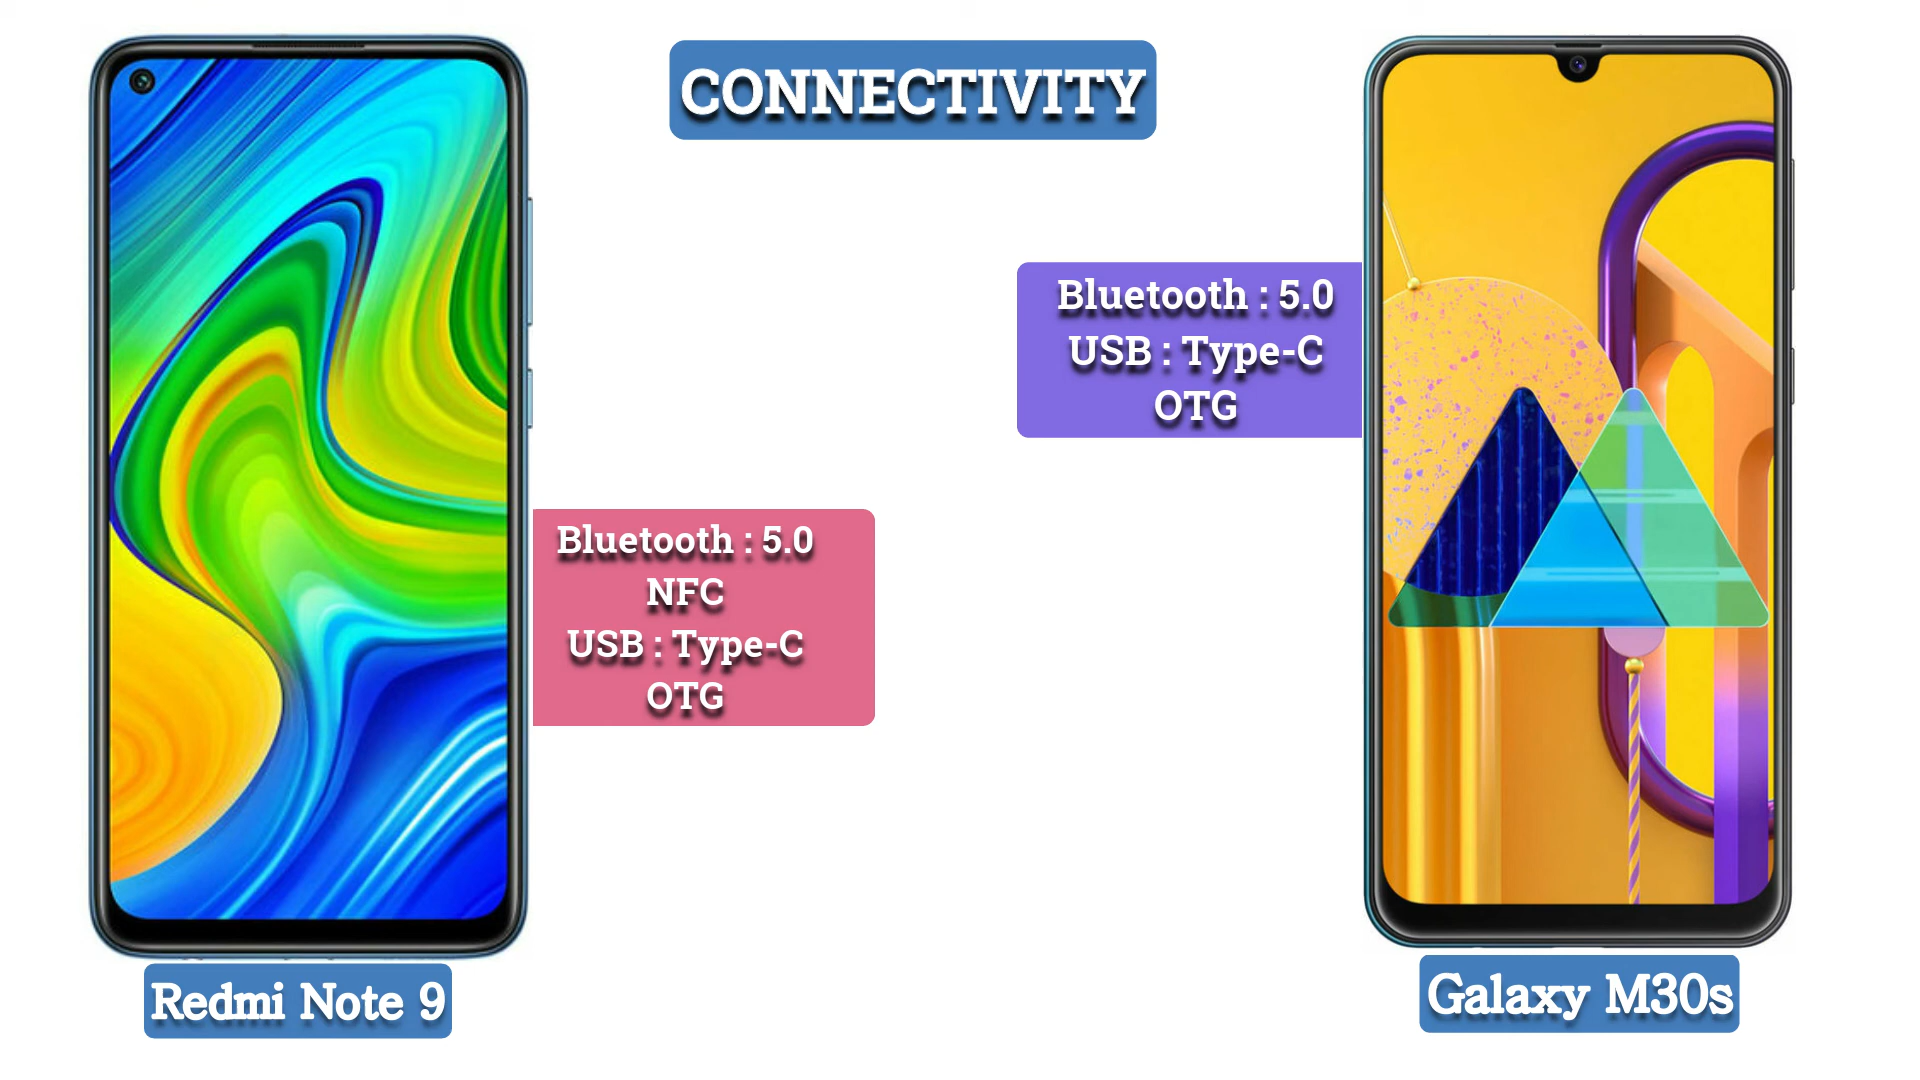 CONNECTIVITY
Bluetooth : 5.0
USB : Type-C
OTG
Bluetooth : 5.0
NFC
USB : Type-C
OTG
Redmi Note 9
Galaxy M30s